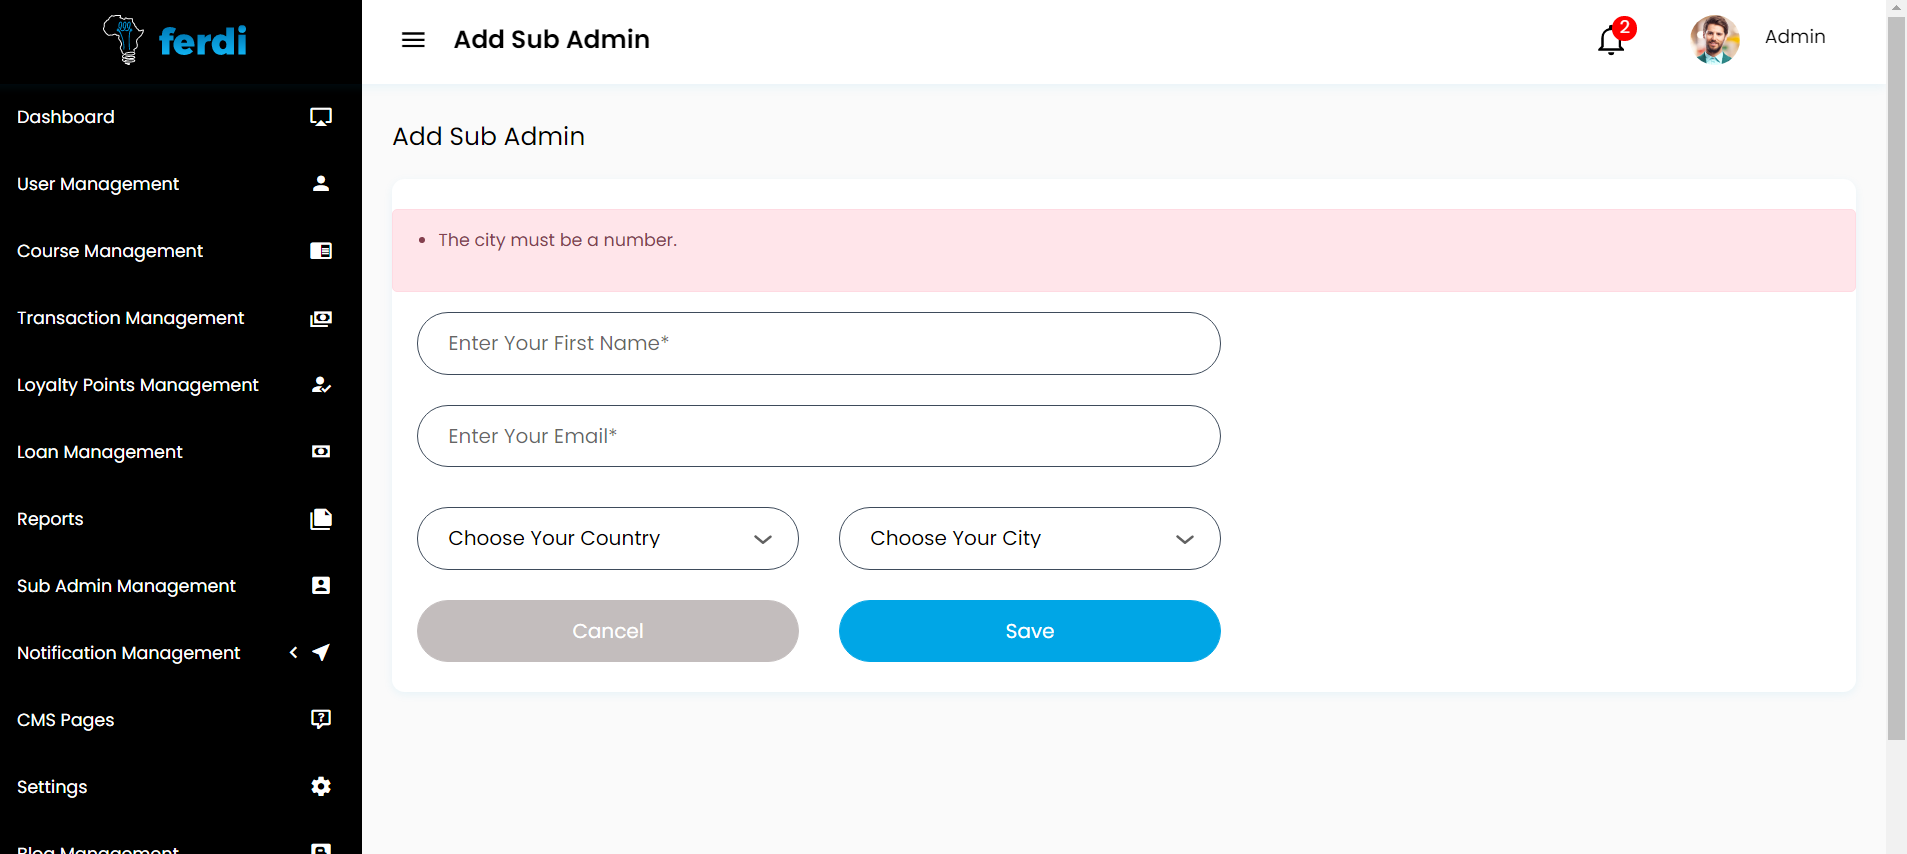 ferdi
Add Sub Admin
2
Admin
Dashboard
User Management
Course Management
Transaction Management
Loyalty Points Management
Loan Management
Reports
Sub Admin Management
Notification Management
CMS Pages
Settings
Blog Management
Add Sub Admin
• The city must be a number.
Enter Your First Name*
Enter Your Email*
Choose Your Country
Choose Your City
Cancel
Save